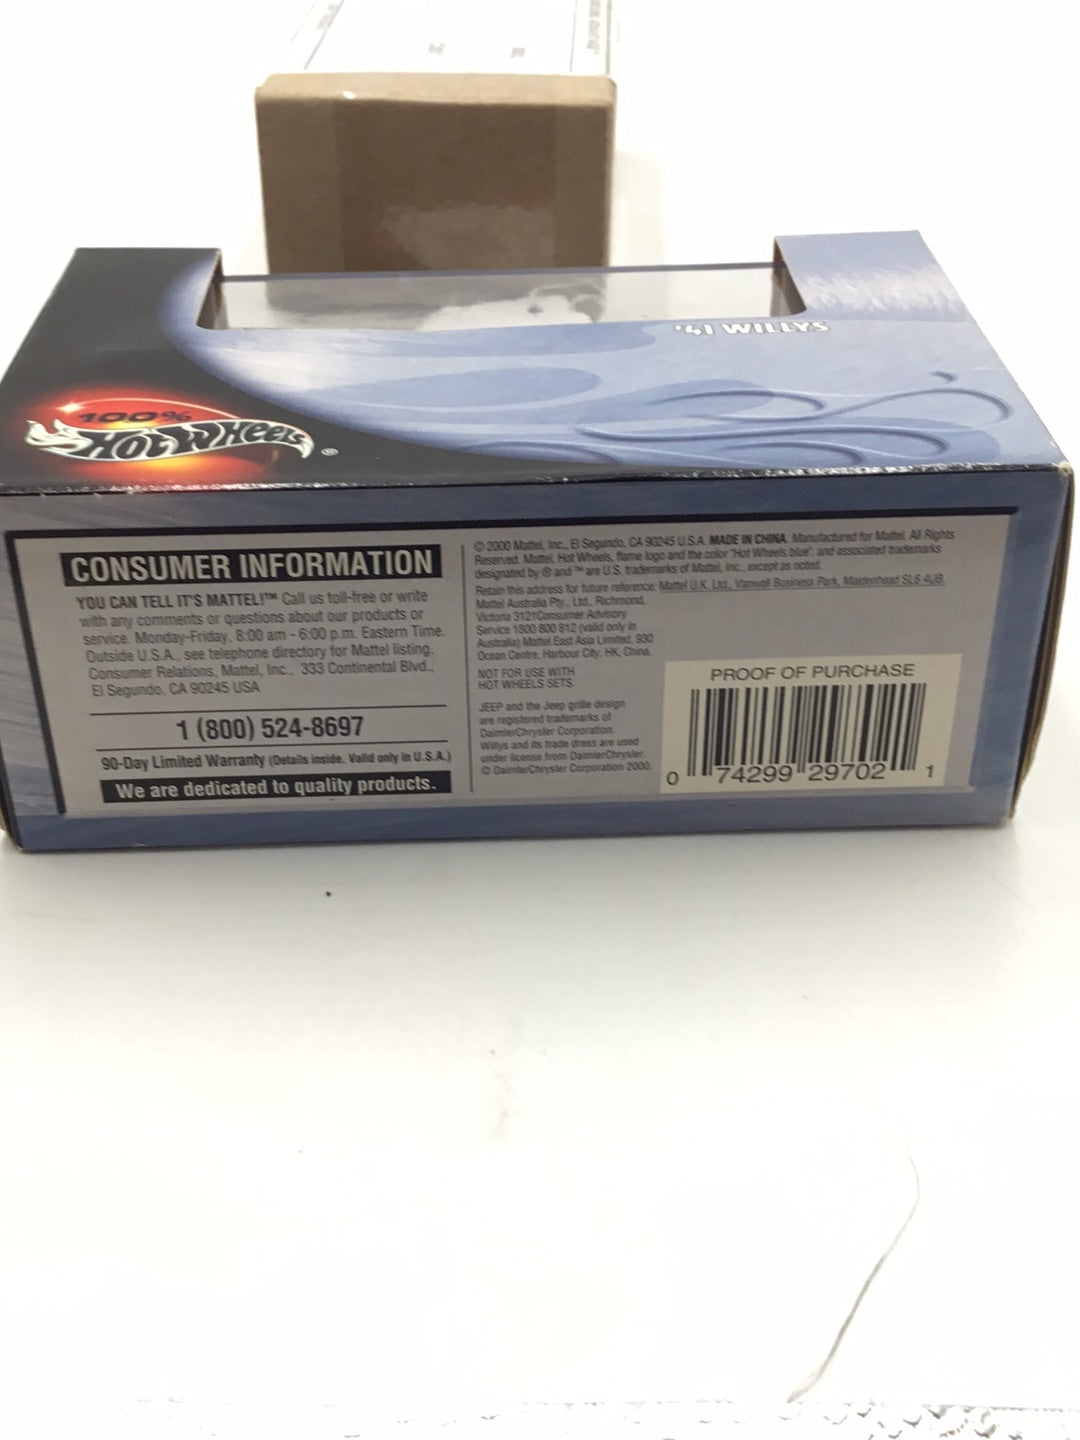 '41 WILLYS
100%
Hot Wheels®
CONSUMER INFORMATION
YOU CAN TELL IT'S MATTEL!™ Call us toll-free or write
with any comments or questions about our products or
service. Monday-Friday, 8:00 am - 6:00 p.m. Eastern Time.
Outside U.S.A., see telephone directory for Mattel listing.
Consumer Relations, Mattel, Inc., 333 Continental Blvd.,
El Segundo, CA 90245 USA
1 (800) 524-8697
90-Day Limited Warranty (Details inside. Valid only in U.S.A.)
We are dedicated to quality products.
© 2000 Mattel, Inc., El Segundo, CA 90245 U.S.A. MADE IN CHINA. Manufactured for Mattel. All Rights
Reserved. Mattel, Hot Wheels, flame logo and the color "Hot Wheels blue", and associated trademarks
designated by ® and ™ are U.S. trademarks of Mattel, Inc., except as noted.
Retain this address for future reference: Mattel U.K. Ltd., Vanwall Business Park, Maidenhead SL6 4UB.
Mattel Australia Pty., Ltd., Richmond,
Victoria 3121Consumer Advisory
Service 1800 800 812 (valid only in
Australia) Mattel East Asia Limited, 930
Ocean Centre, Harbour City, HK, China.
NOT FOR USE WITH
HOT WHEELS SETS.
JEEP and the Jeep grille design
are registered trademarks of
DaimlerChrysler Corporation.
Willys and its trade dress are used
under license from DaimlerChrysler.
© DaimlerChrysler Corporation 2000.
PROOF OF PURCHASE
0 74299 29702 1